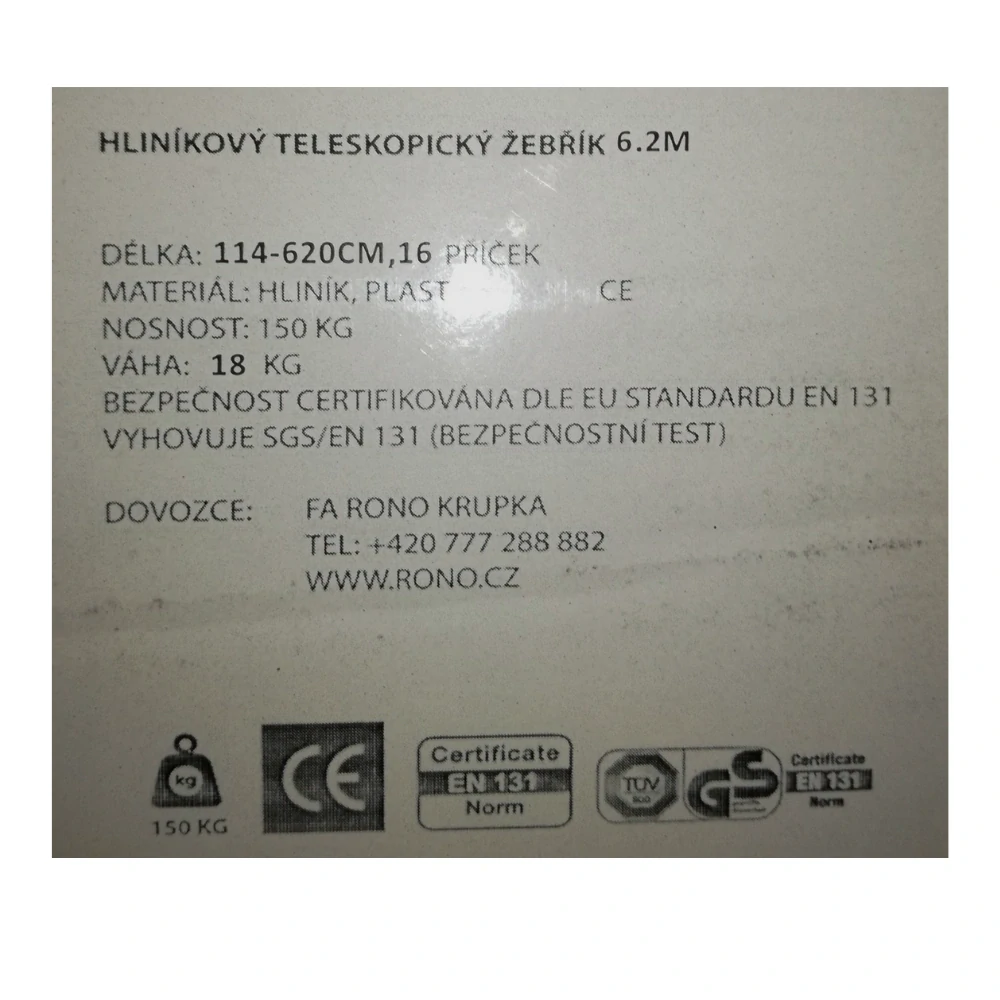 HLINÍKOVÝ TELESKOPICKÝ ŽEBŘÍK 6.2M
DÉLKA: 114-620CM,16 PŘÍČEK
MATERIÁL: HLINÍK, PLAST CE
NOSNOST: 150 KG
VÁHA: 18 KG
BEZPEČNOST CERTIFIKOVÁNA DLE EU STANDARDU EN 131
VYHOVUJE SGS/EN 131 (BEZPEČNOSTNÍ TEST)
DOVOZCE: FA RONO KRUPKA
TEL: +420 777 288 882
WWW.RONO.CZ
kg
150 KG
CE
Certificate
EN 131
Norm
TÜV
GS
Certificate
EN 131
Norm